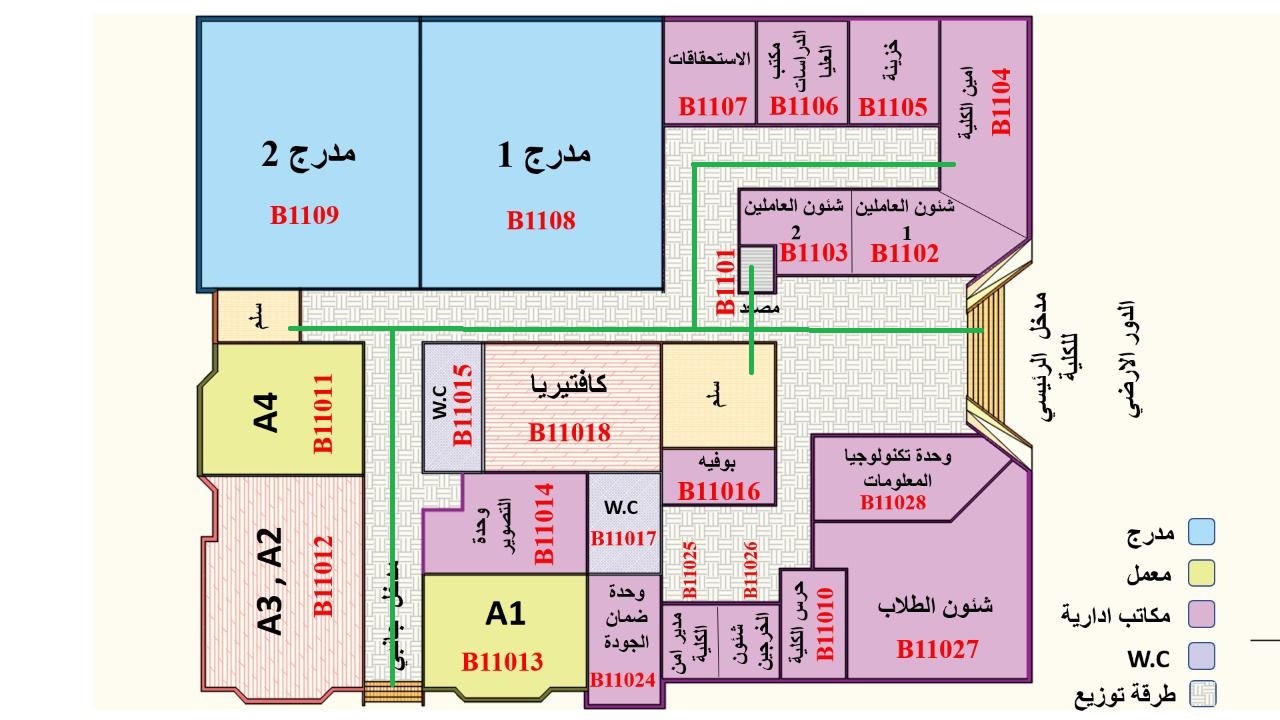 الاستحقاقات
B1107
مكتب
الدراسات
العليا
B1106
خزينة
B1105
امين الكلية
B1104
مدرج 2
B1109
مدرج 1
B1108
شئون العاملين
2
B1103
شئون العاملين
1
B1102
B1101
مصعد
سلم
مدخل الرئيسي
للكلية
الدور الارضي
A4
B11011
W.C
B11015
كافتيريا
B11018
سلم
بوفيه
B11016
وحدة تكنولوجيا
المعلومات
B11028
A3 , A2
B11012
وحدة
التصوير
B11014
W.C
B11017
B11025
B11026
جانبي
A1
B11013
وحدة
ضمان
الجودة
B11024
مدير امن
الكلية
شئون
الخرجين
حرس الكلية
B11010
شئون الطلاب
B11027
مدرج
معمل
مكاتب ادارية
W.C
طرقة توزيع